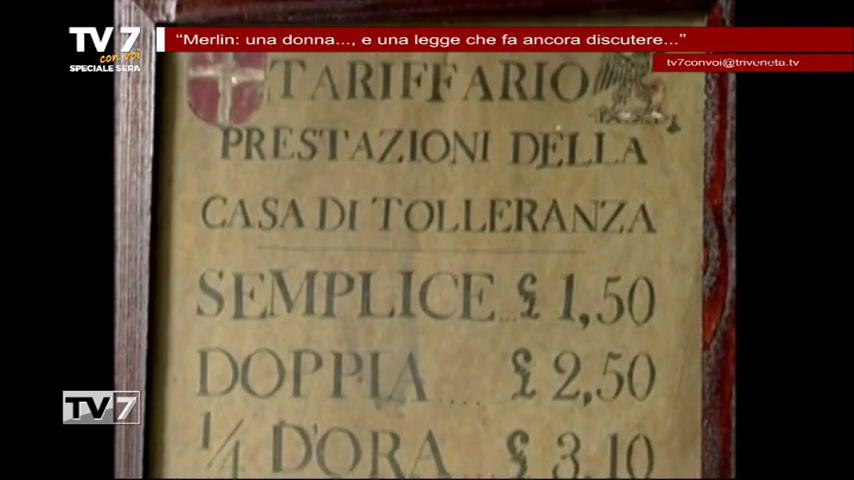 TV7
con voi
SPECIALE SERA
"Merlin: una donna..., e una legge che fa ancora discutere..."
tv7convoi@triveneta.tv
TARIFFARIO
PRESTAZIONI DELLA
CASA DI TOLLERANZA
SEMPLICE... £ 1,50
DOPPIA..... £ 2,50
1/4 D'ORA... £ 3,10
TV7